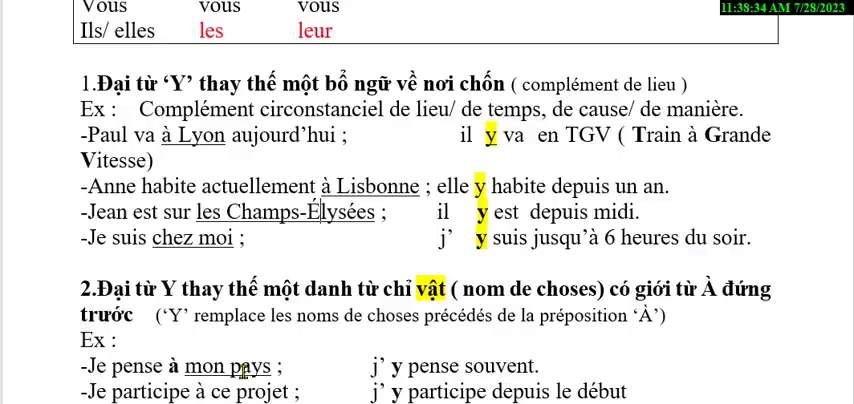 11:38:34 AM 7/28/2023
Vous vous vous
Ils/ elles les leur
1.Đại từ ‘Y’ thay thế một bổ ngữ về nơi chốn ( complément de lieu )
Ex : Complément circonstanciel de lieu/ de temps, de cause/ de manière.
-Paul va à Lyon aujourd’hui ; il y va en TGV ( Train à Grande
Vitesse)
-Anne habite actuellement à Lisbonne ; elle y habite depuis un an.
-Jean est sur les Champs-Élysées ; il y est depuis midi.
-Je suis chez moi ; j’ y suis jusqu’à 6 heures du soir.
2.Đại từ Y thay thế một danh từ chỉ vật ( nom de choses) có giới từ À đứng
trước (‘Y’ remplace les noms de choses précédés de la préposition ‘À’)
Ex :
-Je pense à mon pays ; j’ y pense souvent.
-Je participe à ce projet ; j’ y participe depuis le début